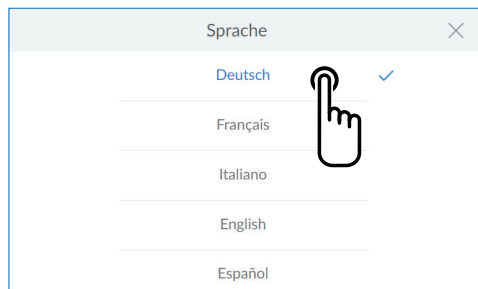 Sprache
Deutsch
Français
Italiano
English
Español